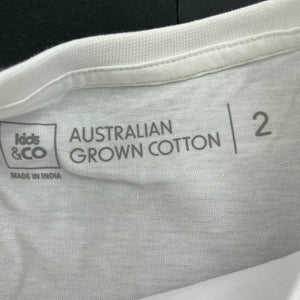 kids
&CO
MADE IN INDIA
AUSTRALIAN
GROWN COTTON
2